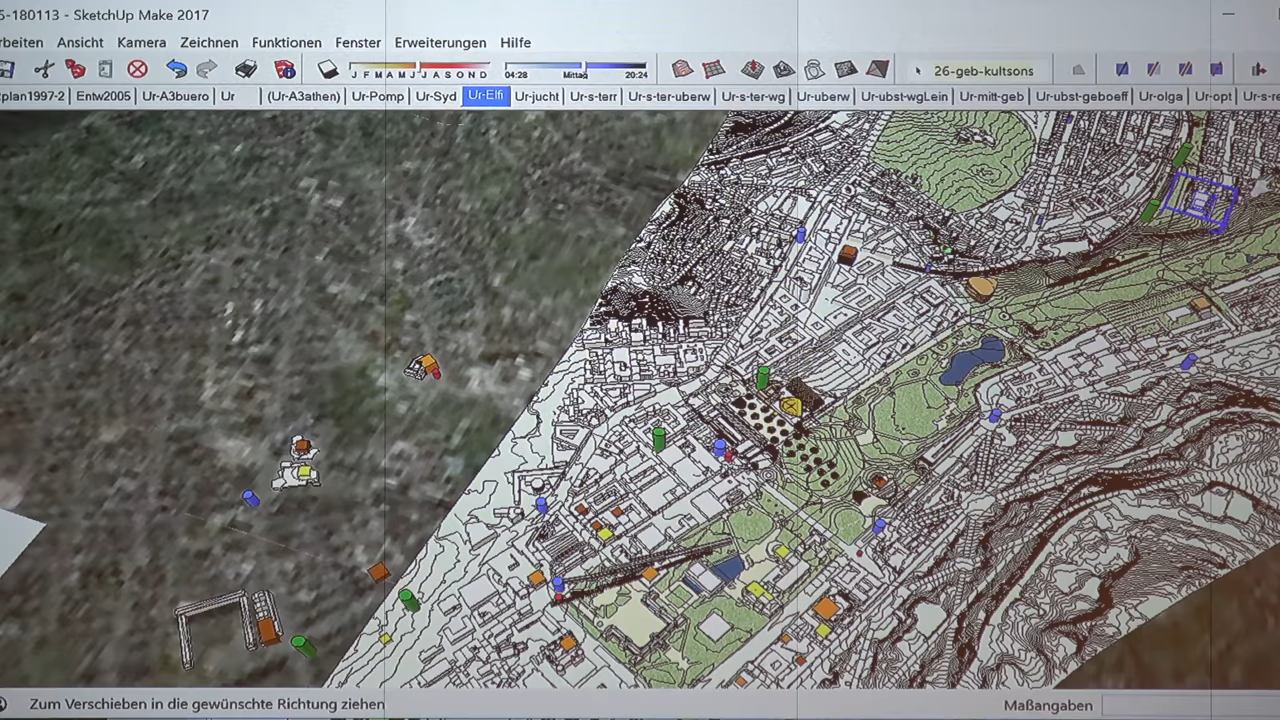 5-180113 - SketchUp Make 2017
rbeiten Ansicht Kamera Zeichnen Funktionen Fenster Erweiterungen Hilfe
J F M A M J J A S O N D 04:28 Mittag 20:24 26-geb-kultsons
plan1997-2 Entw2005 Ur-A3buero Ur (Ur-A3athen) Ur-Pomp Ur-Syd Ur-Elfi Ur-jucht Ur-s-terr Ur-s-ter-uberw Ur-s-ter-wg Ur-uberw Ur-ubst-wgLein Ur-mitt-geb Ur-ubst-geboeff Ur-olga Ur-opt Ur-s-re
Zum Verschieben in die gewünschte Richtung ziehen Maßangaben